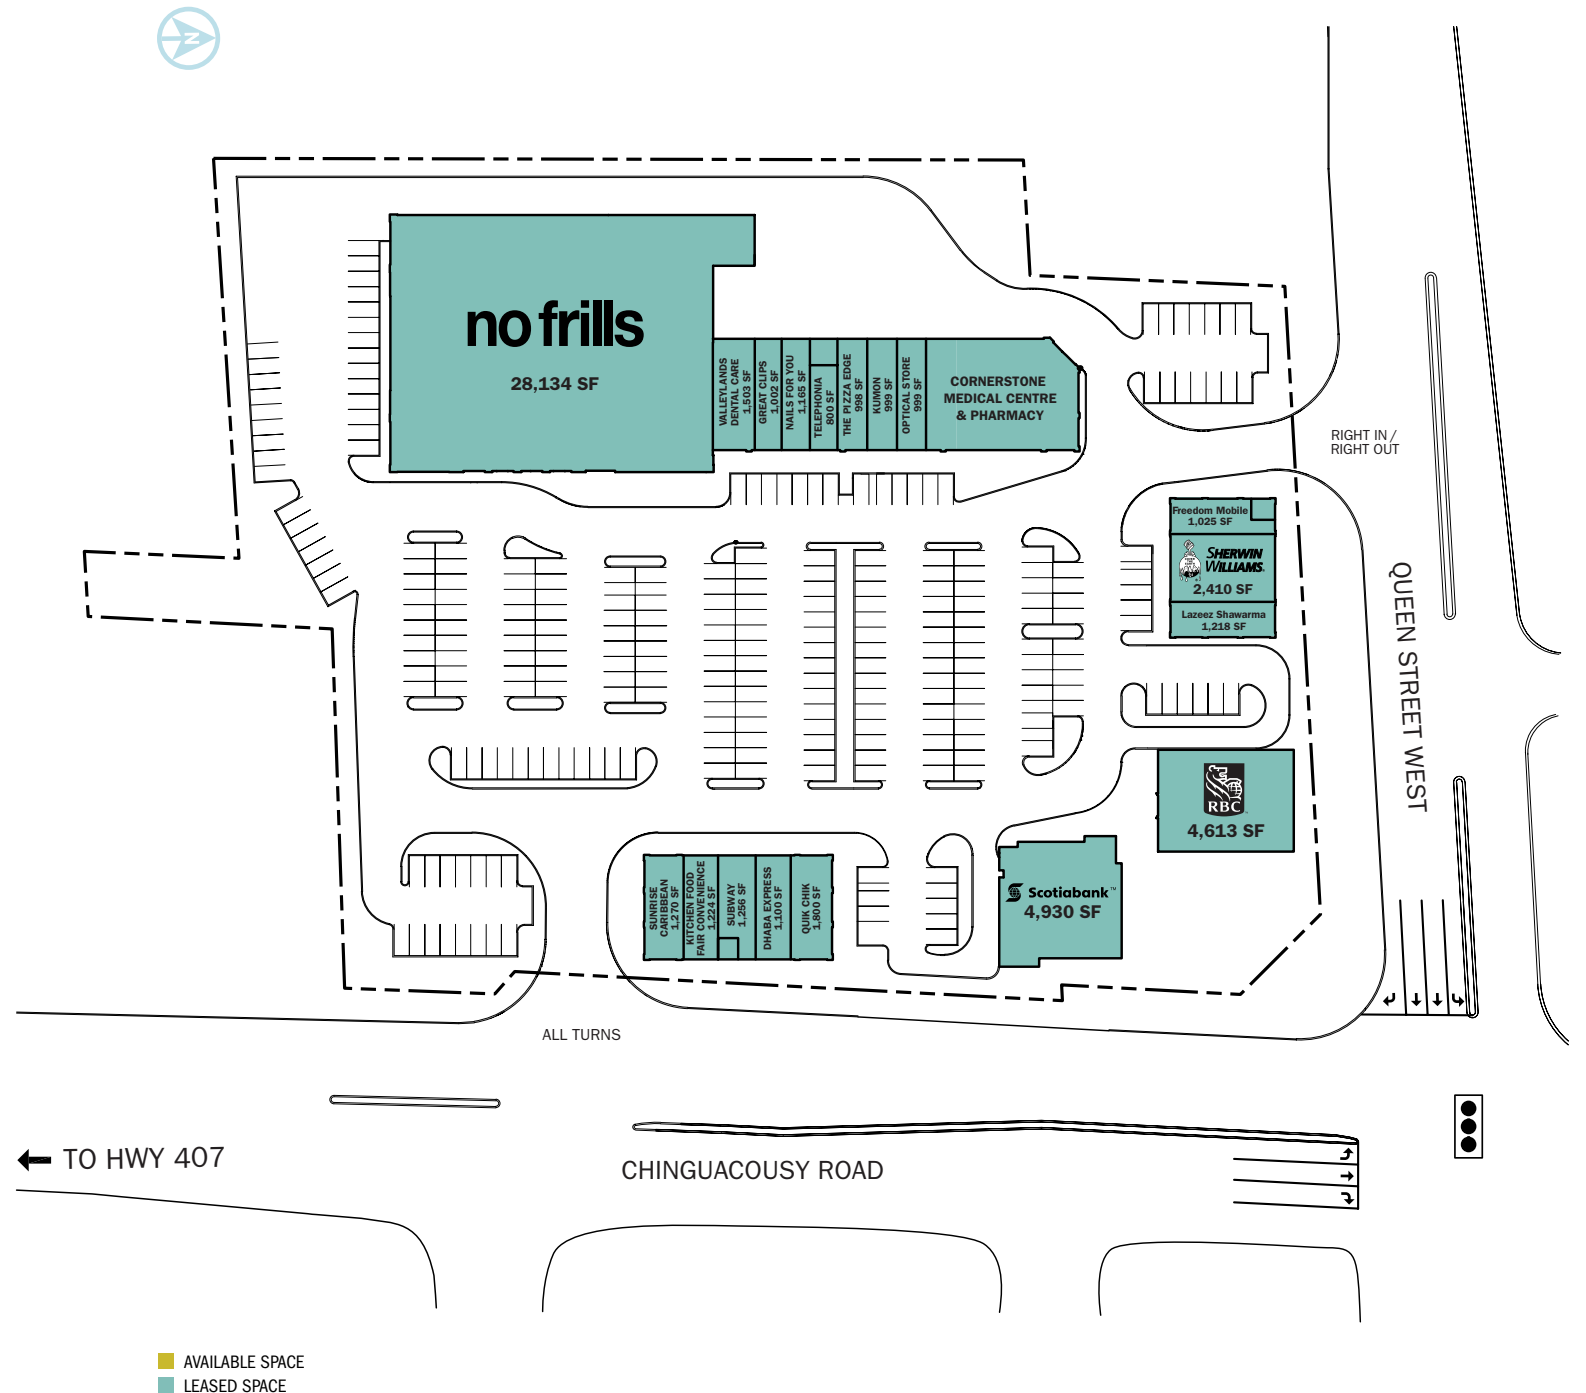 N
no frills
28,134 SF
VALLEYLANDS
DENTAL CARE
1,503 SF
GREAT CLIPS
1,002 SF
NAILS FOR YOU
1,165 SF
TELEPHONIA
800 SF
THE PIZZA EDGE
998 SF
KUMON
999 SF
OPTICAL STORE
999 SF
CORNERSTONE
MEDICAL CENTRE
& PHARMACY
RIGHT IN /
RIGHT OUT
Freedom Mobile
1,025 SF
SHERWIN
WILLIAMS.
2,410 SF
Lazeez Shawarma
1,218 SF
QUEEN STREET WEST
RBC
4,613 SF
Scotiabank™
4,930 SF
SUNRISE
CARIBBEAN
1,270 SF
KITCHEN FOOD
FAIR CONVENIENCE
1,224 SF
SUBWAY
1,256 SF
DHABA EXPRESS
1,100 SF
QUIK CHIK
1,800 SF
ALL TURNS
TO HWY 407
CHINGUACOUSY ROAD
AVAILABLE SPACE
LEASED SPACE